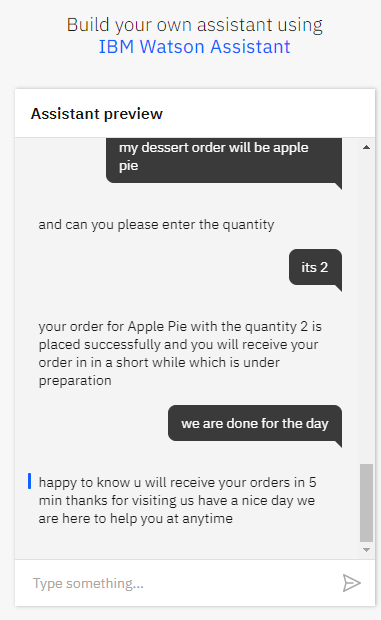 Build your own assistant using
IBM Watson Assistant
Assistant preview
my dessert order will be apple
pie
and can you please enter the quantity
its 2
your order for Apple Pie with the quantity 2 is
placed successfully and you will receive your
order in in a short while which is under
preparation
we are done for the day
happy to know u will receive your orders in 5
min thanks for visiting us have a nice day we
are here to help you at anytime
Type something...